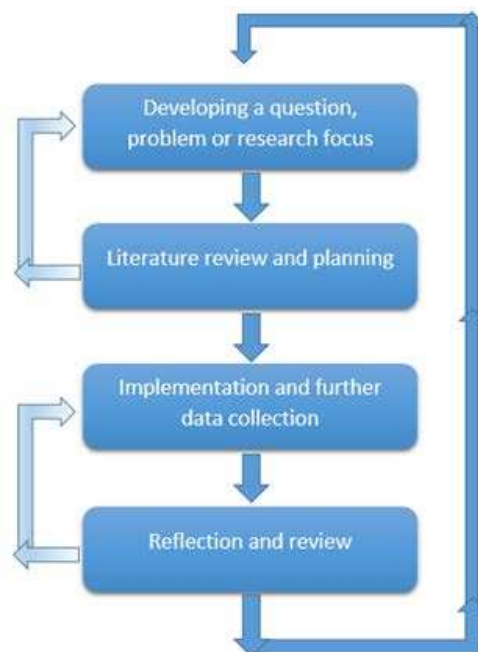 Developing a question,
problem or research focus
Literature review and planning
Implementation and further
data collection
Reflection and review